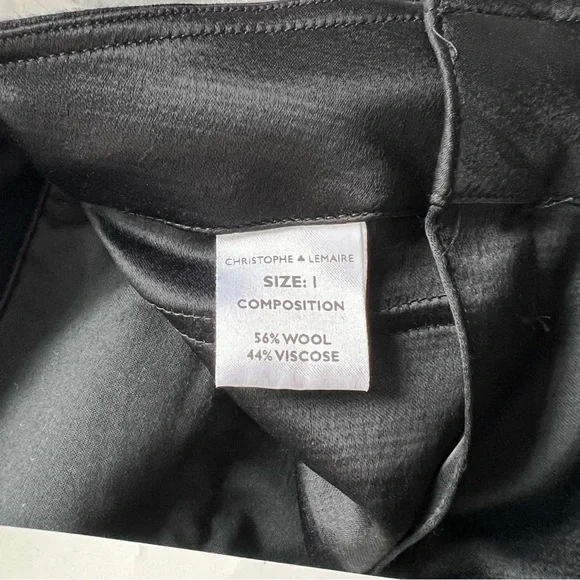 CHRISTOPHE ♣ LEMAIRE
SIZE: I
COMPOSITION
56% WOOL
44% VISCOSE